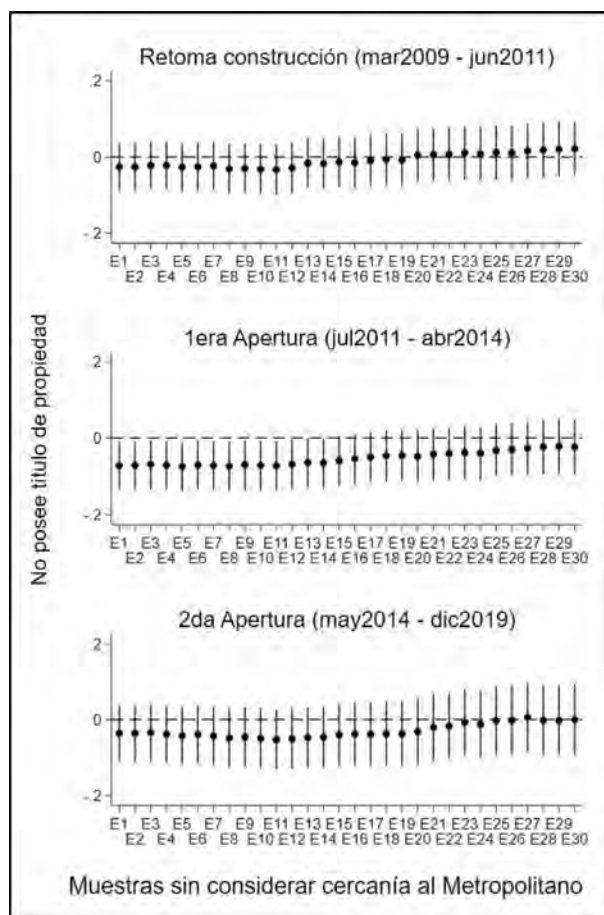 Retoma construcción (mar2009 - jun2011)
.2
0
-.2
E1 E3 E5 E7 E9 E11 E13 E15 E17 E19 E21 E23 E25 E27 E29
E2 E4 E6 E8 E10 E12 E14 E16 E18 E20 E22 E24 E26 E28 E30
1era Apertura (jul2011 - abr2014)
.2
0
-.2
E1 E3 E5 E7 E9 E11 E13 E15 E17 E19 E21 E23 E25 E27 E29
E2 E4 E6 E8 E10 E12 E14 E16 E18 E20 E22 E24 E26 E28 E30
No posee título de propiedad
2da Apertura (may2014 - dic2019)
.2
0
-.2
E1 E3 E5 E7 E9 E11 E13 E15 E17 E19 E21 E23 E25 E27 E29
E2 E4 E6 E8 E10 E12 E14 E16 E18 E20 E22 E24 E26 E28 E30
Muestras sin considerar cercanía al Metropolitano